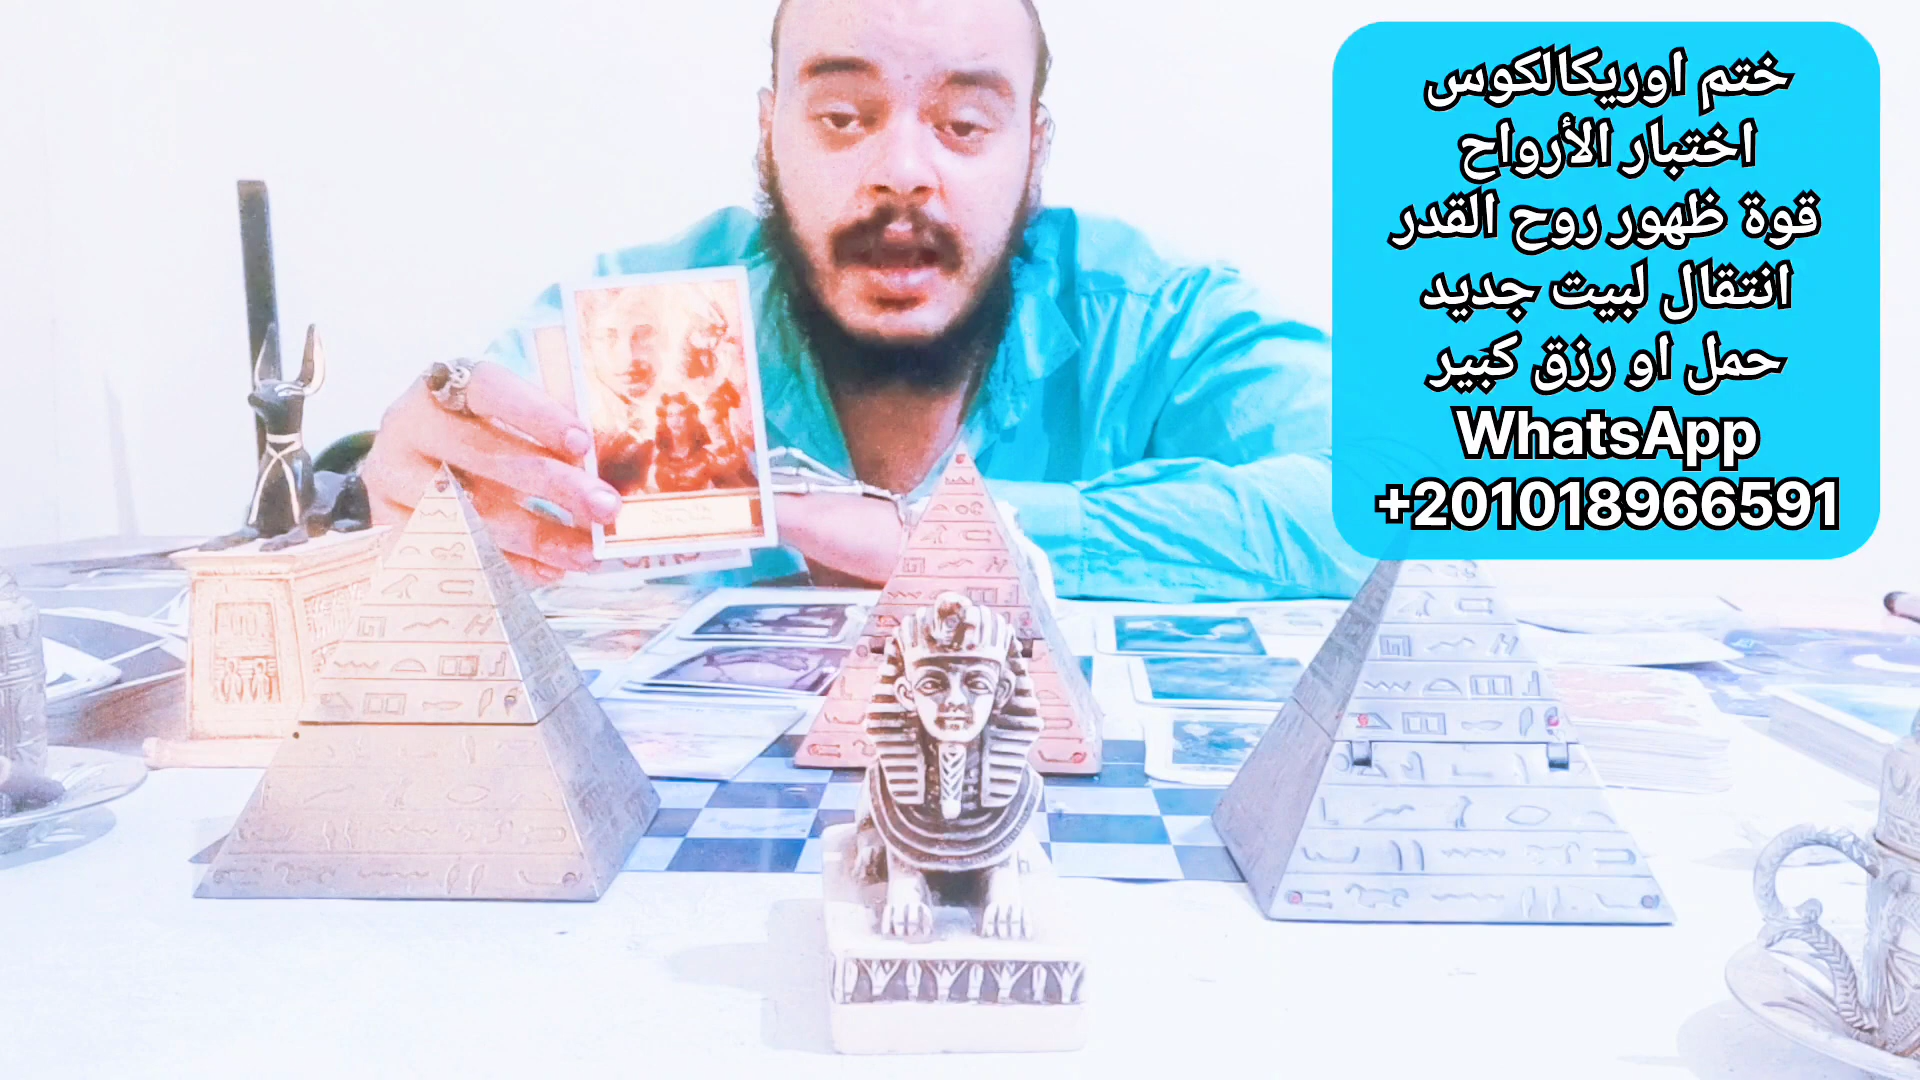 ختم اوريكالكوس
اختبار الأرواح
قوة ظهور روح القدر
انتقال لبيت جديد
حمل او رزق كبير
WhatsApp
+201018966591